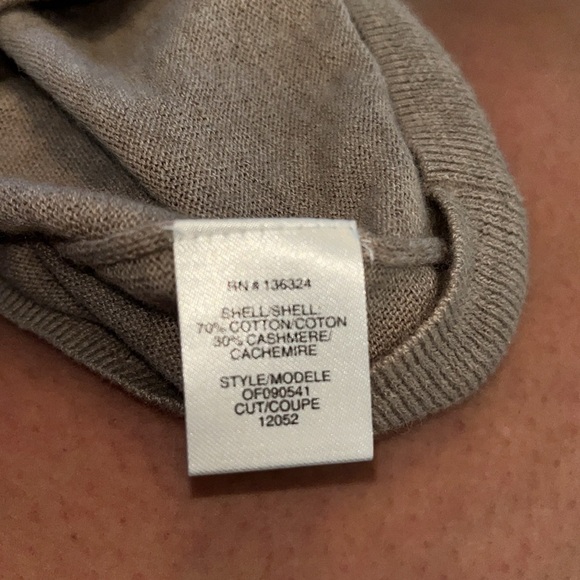 RN # 136324
SHELL/SHELL:
70% COTTON/COTON
30% CASHMERE/
CACHEMIRE
STYLE/MODELE
OF090541
CUT/COUPE
12052